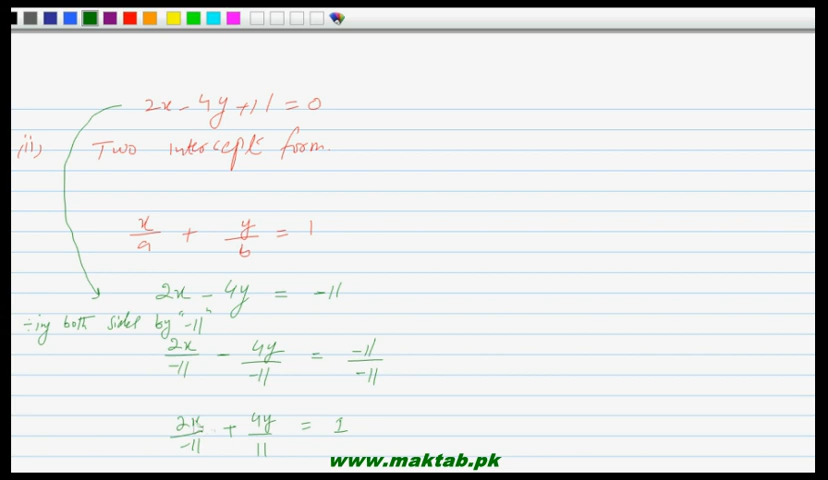 2x - 4y + 11 = 0
ii) Two intercept form.
x/a + y/b = 1
2x - 4y = -11
÷ing both sides by "-11"
2x/-11 - 4y/-11 = -11/-11
2x/-11 + 4y/11 = 1
www.maktab.pk